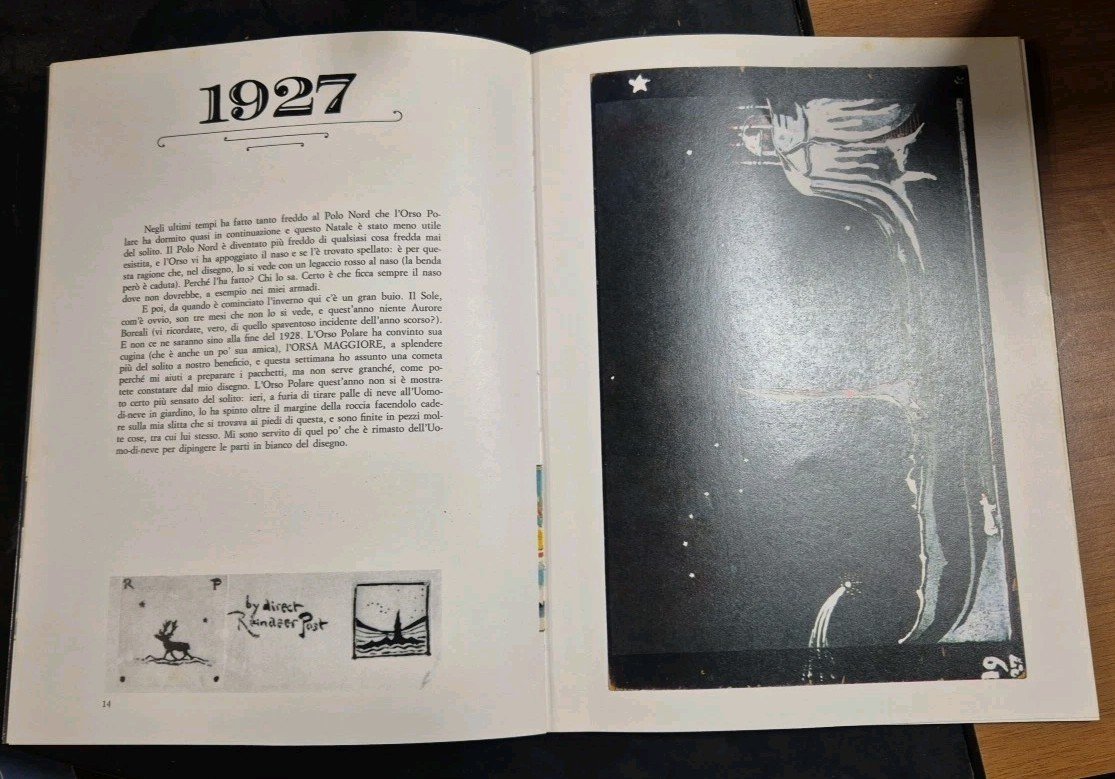 1927
Negli ultimi tempi ha fatto tanto freddo al Polo Nord che l'Orso Po-
lare ha dormito quasi in continuazione e questo Natale è stato meno utile
del solito. Il Polo Nord è diventato più freddo di qualsiasi cosa fredda mai
esistita, e l'Orso vi ha appoggiato il naso e se l'è trovato spellato: è per que-
sta ragione che, nel disegno, lo si vede con un legaccio rosso al naso (la benda
però è caduta). Perché l'ha fatto? Chi lo sa. Certo è che ficca sempre il naso
dove non dovrebbe, a esempio nei miei armadi.
E poi, da quando è cominciato l'inverno qui c'è un gran buio. Il Sole,
com'è ovvio, son tre mesi che non lo si vede, e quest'anno niente Aurore
Boreali (vi ricordate, vero, di quello spaventoso incidente dell'anno scorso?).
E non ce ne saranno sino alla fine del 1928. L'Orso Polare ha convinto sua
cugina (che è anche un po' sua amica), l'ORSA MAGGIORE, a splendere
più del solito a nostro beneficio, e questa settimana ho assunto una cometa
perché mi aiuti a preparare i pacchetti, ma non serve granché, come po-
tete constatare dal mio disegno. L'Orso Polare quest'anno non si è mostra-
to certo più sensato del solito: ieri, a furia di tirare palle di neve all'Uomo-
di-neve in giardino, lo ha spinto oltre il margine della roccia facendolo cade-
re sulla mia slitta che si trovava ai piedi di questa, e sono finite in pezzi mol-
te cose, tra cui lui stesso. Mi sono servito di quel po' che è rimasto dell'Uo-
mo-di-neve per dipingere le parti in bianco del disegno.
R P
by direct
Reindeer Post
14
19
27